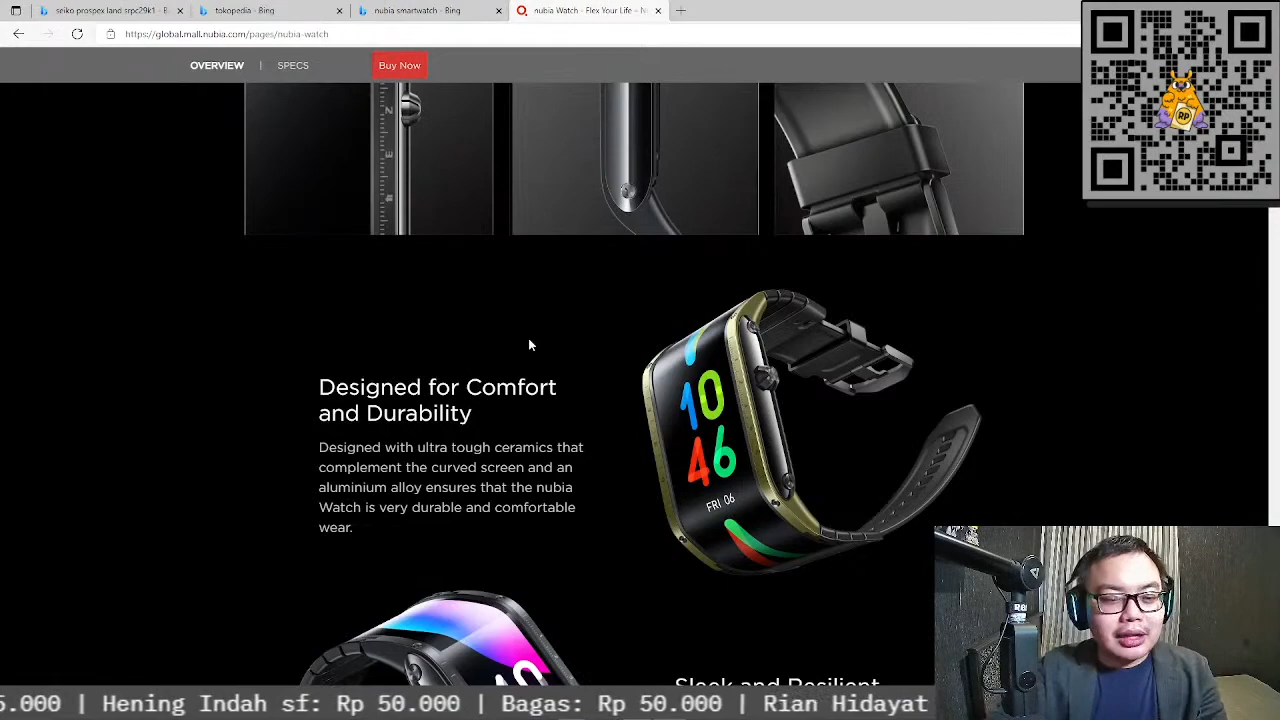 seiko prospex land srpc29k1 - B
tokopedia - Bing
nubia smartwatch - Bing
nubia Watch - Flex Your Life – N
https://global.mall.nubia.com/pages/nubia-watch
OVERVIEW | SPECS
Buy Now
RP
N
E
Designed for Comfort
and Durability
Designed with ultra tough ceramics that
complement the curved screen and an
aluminium alloy ensures that the nubia
Watch is very durable and comfortable
wear.
10
46
FRI 06
10
Sleek and Resilient
5.000 | Hening Indah sf: Rp 50.000 | Bagas: Rp 50.000 | Rian Hidayat